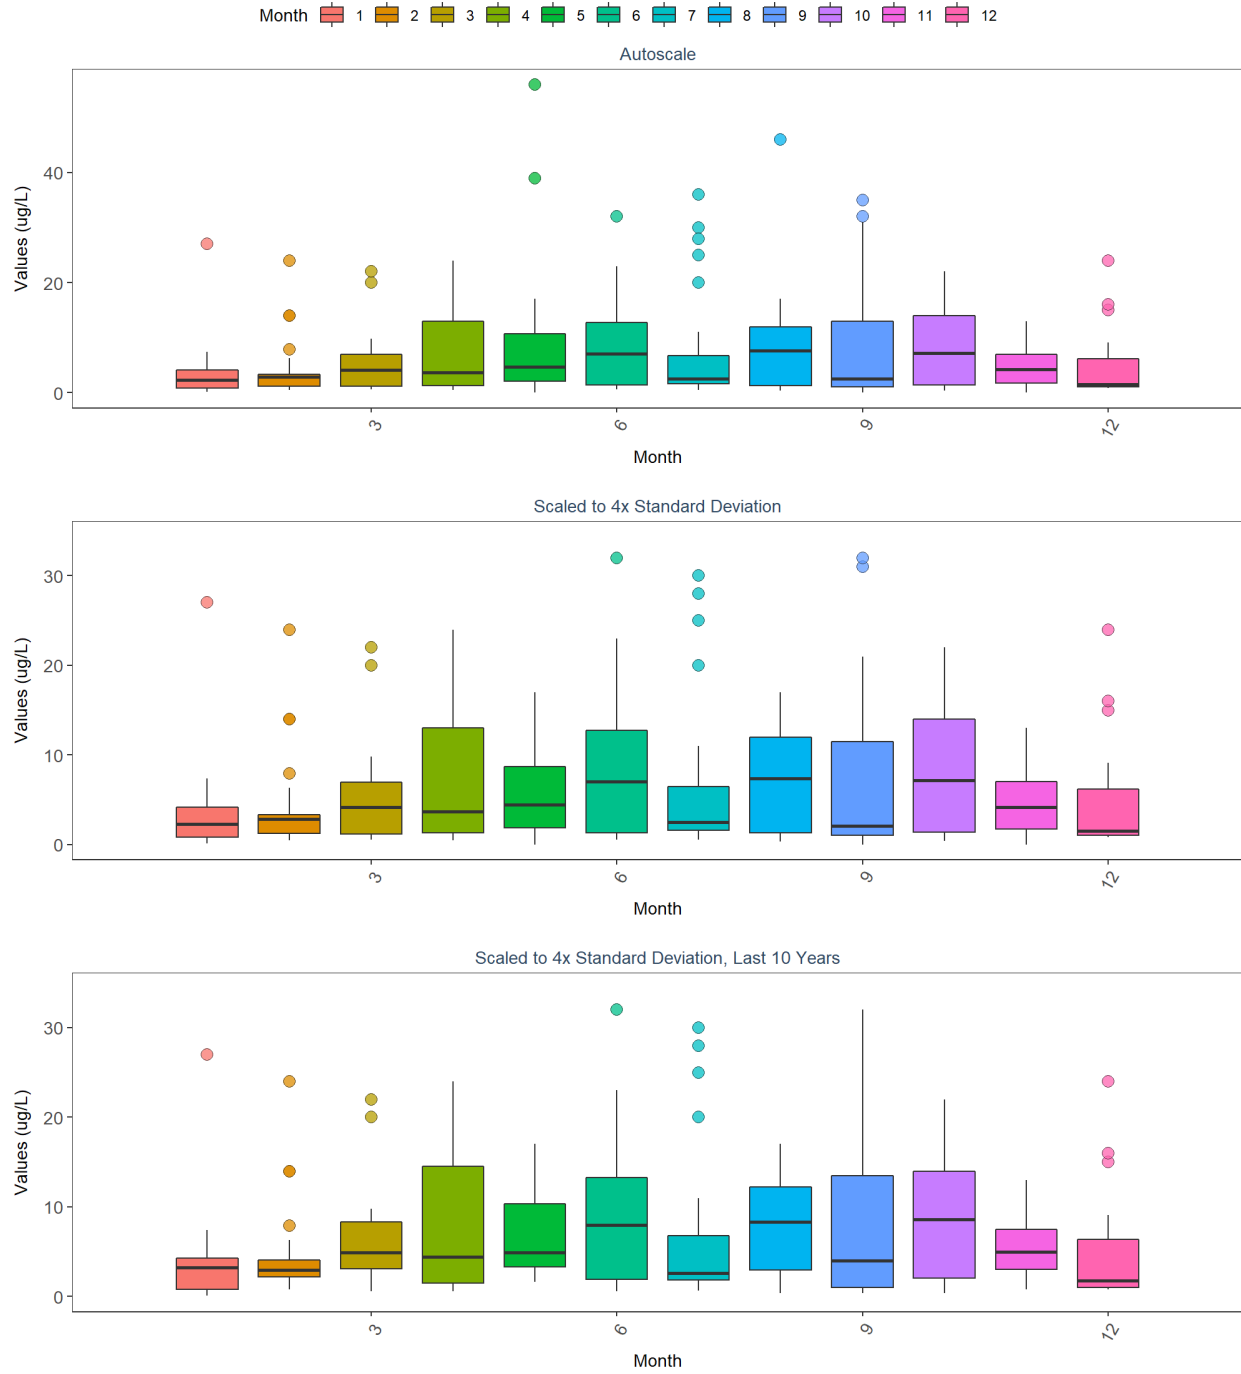 Month 1 2 3 4 5 6 7 8 9 10 11 12
Autoscale
Values (ug/L)
40
20
0
3 6 9 12
Month
Scaled to 4x Standard Deviation
Values (ug/L)
30
20
10
0
3 6 9 12
Month
Scaled to 4x Standard Deviation, Last 10 Years
Values (ug/L)
30
20
10
0
3 6 9 12
Month